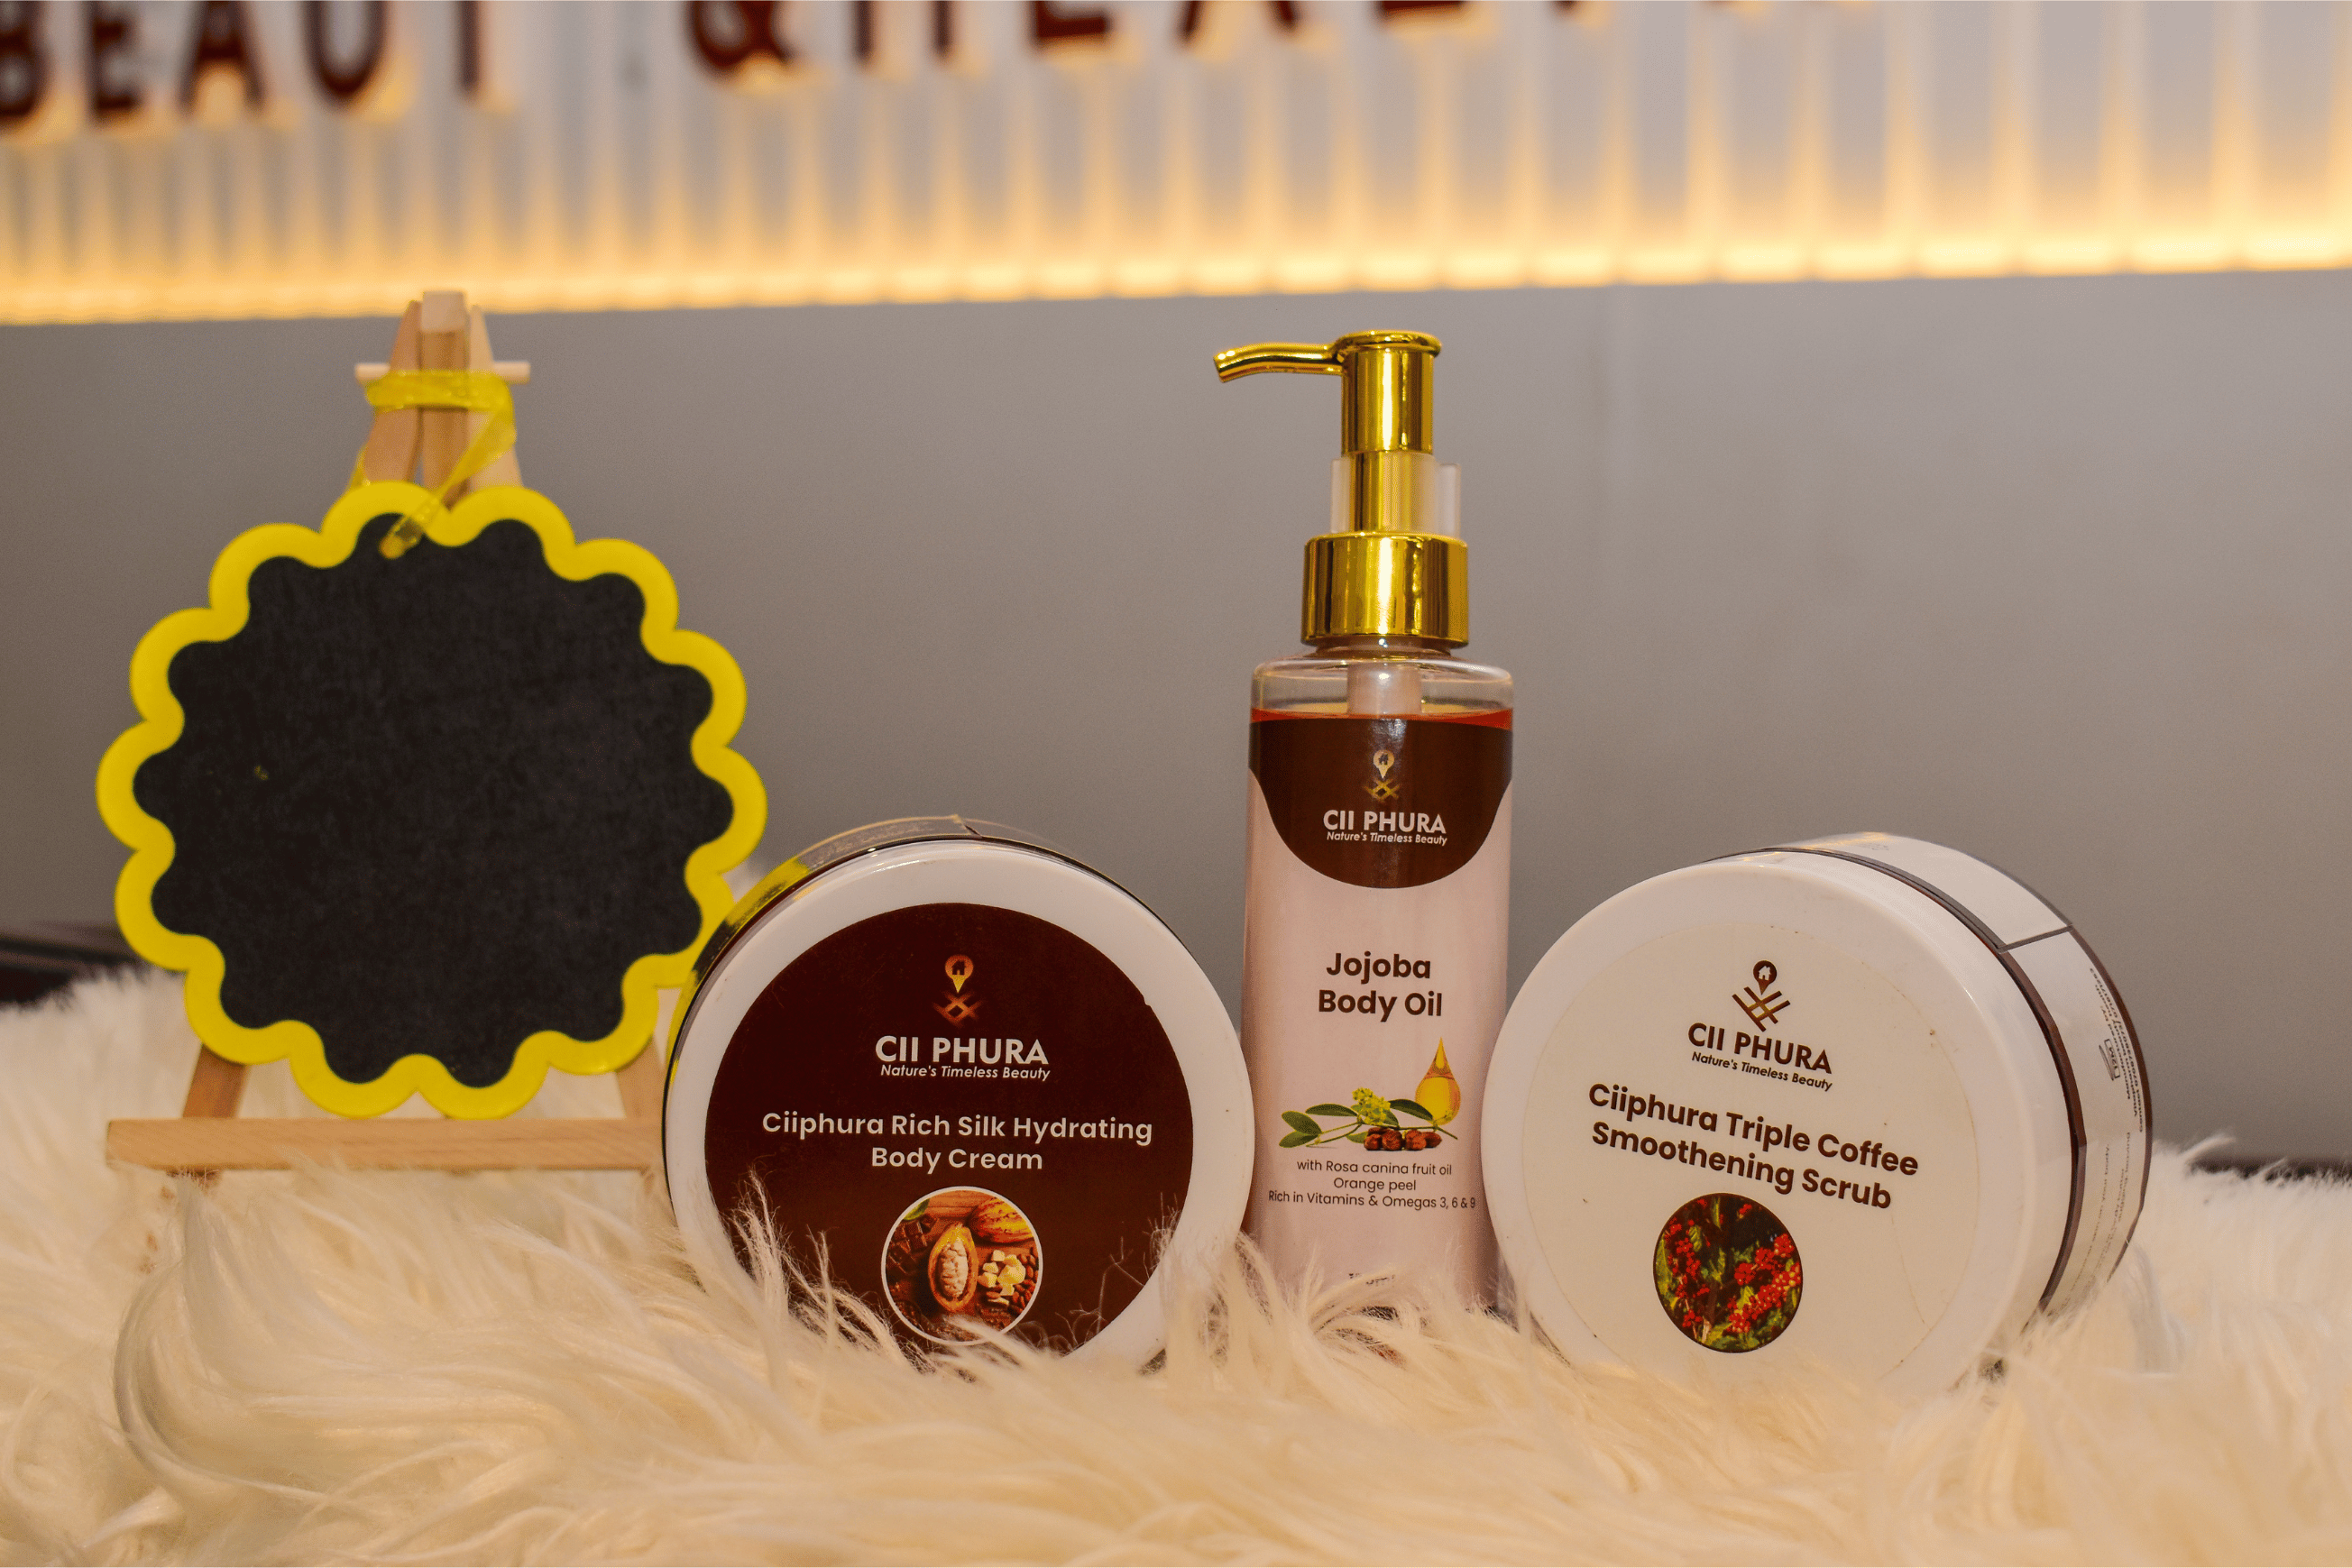 BEAUT & HEALT
CII PHURA
Nature's Timeless Beauty
Ciiphura Rich Silk Hydrating
Body Cream
CII PHURA
Nature's Timeless Beauty
Jojoba
Body Oil
with Rosa canina fruit oil
Orange peel
Rich in Vitamins & Omegas 3, 6 & 9
CII PHURA
Nature's Timeless Beauty
Ciiphura Triple Coffee
Smoothening Scrub